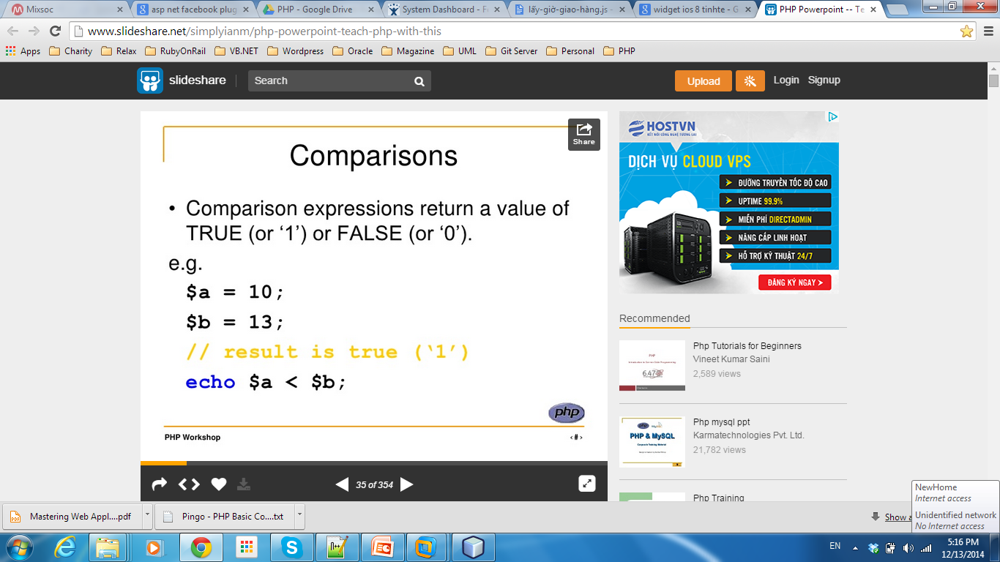 Mixsoc
asp net facebook plug
PHP - Google Drive
System Dashboard - Fo
lấy-giờ-giao-hàng.js -
widget ios 8 tinhte - G
PHP Powerpoint -- Te
www.slideshare.net/simplyianm/php-powerpoint-teach-php-with-this
Apps Charity Relax RubyOnRail VB.NET Wordpress Oracle Magazine UML Git Server Personal PHP
slideshare Search Upload Login Signup
Share
Comparisons
• Comparison expressions return a value of
TRUE (or ‘1’) or FALSE (or ‘0’).
e.g.
$a = 10;
$b = 13;
// result is true (‘1’)
echo $a < $b;
php
PHP Workshop ‹#›
35 of 354
HOSTVN
KẾT NỐI CÔNG NGHỆ TƯƠNG LAI
DỊCH VỤ CLOUD VPS
ĐƯỜNG TRUYỀN TỐC ĐỘ CAO
UPTIME 99.9%
MIỄN PHÍ DIRECTADMIN
NÂNG CẤP LINH HOẠT
HỖ TRỢ KỸ THUẬT 24/7
ĐĂNG KÝ NGAY >
Recommended
PHP
Php Tutorials for Beginners
Vineet Kumar Saini
2,589 views
PHP & MySQL
Php mysql ppt
Karmatechnologies Pvt. Ltd.
21,782 views
Php Training
NewHome
Internet access
Unidentified network
No Internet access
Mastering Web Appl....pdf
Pingo - PHP Basic Co....txt
Show a
EN
5:16 PM
12/13/2014